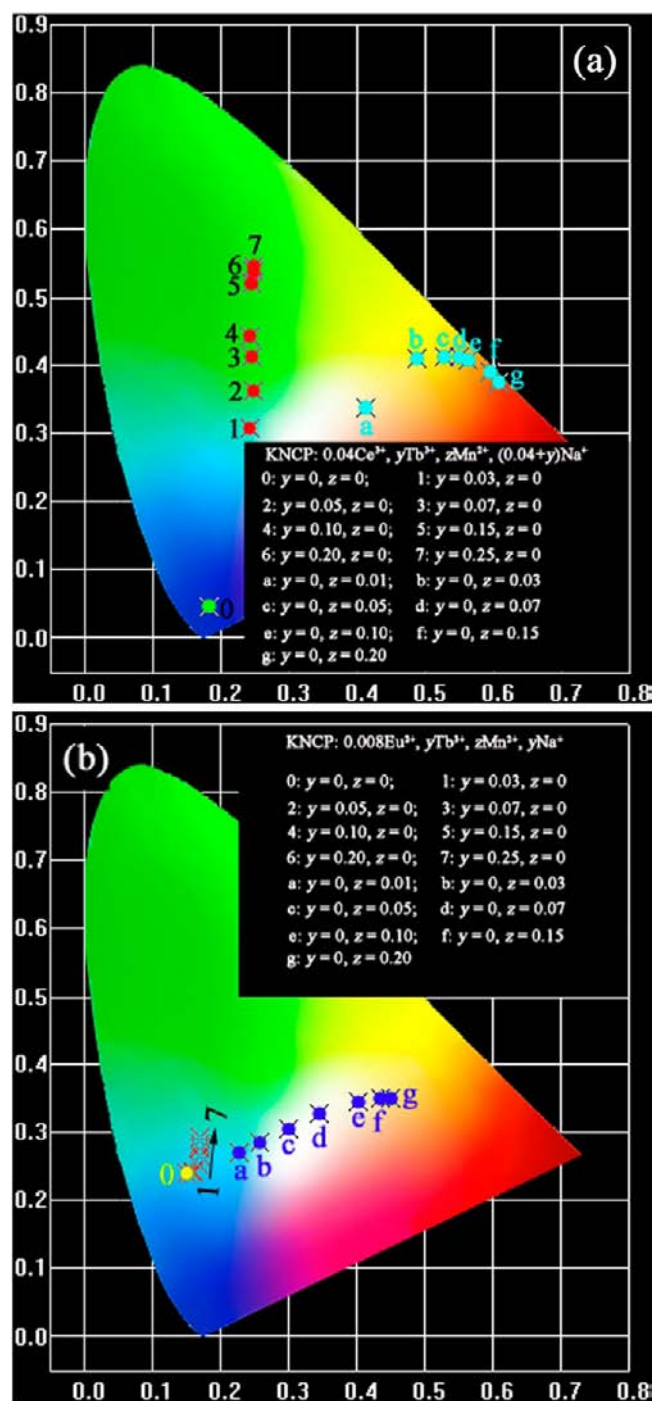 0.9
(a)
0.8
0.7
0.6
7
6
5
0.5
4
b c d e f
0.4
3
g
2
a
0.3
1
KNCP: 0.04Ce³⁺, yTb³⁺, zMn²⁺, (0.04+y)Na⁺
0: y = 0, z = 0; 1: y = 0.03, z = 0
0.2
2: y = 0.05, z = 0; 3: y = 0.07, z = 0
4: y = 0.10, z = 0; 5: y = 0.15, z = 0
6: y = 0.20, z = 0; 7: y = 0.25, z = 0
0.1
a: y = 0, z = 0.01; b: y = 0, z = 0.03
0
c: y = 0, z = 0.05; d: y = 0, z = 0.07
0.0
e: y = 0, z = 0.10; f: y = 0, z = 0.15
g: y = 0, z = 0.20
0.0 0.1 0.2 0.3 0.4 0.5 0.6 0.7 0.8
0.9
(b)
KNCP: 0.008Eu²⁺, yTb³⁺, zMn²⁺, yNa⁺
0: y = 0, z = 0; 1: y = 0.03, z = 0
0.8
2: y = 0.05, z = 0; 3: y = 0.07, z = 0
4: y = 0.10, z = 0; 5: y = 0.15, z = 0
0.7
6: y = 0.20, z = 0; 7: y = 0.25, z = 0
a: y = 0, z = 0.01; b: y = 0, z = 0.03
c: y = 0, z = 0.05; d: y = 0, z = 0.07
0.6
e: y = 0, z = 0.10; f: y = 0, z = 0.15
g: y = 0, z = 0.20
0.5
0.4
7
e f g
0.3
c d
0
a b
1
0.2
0.1
0.0
0.0 0.1 0.2 0.3 0.4 0.5 0.6 0.7 0.8